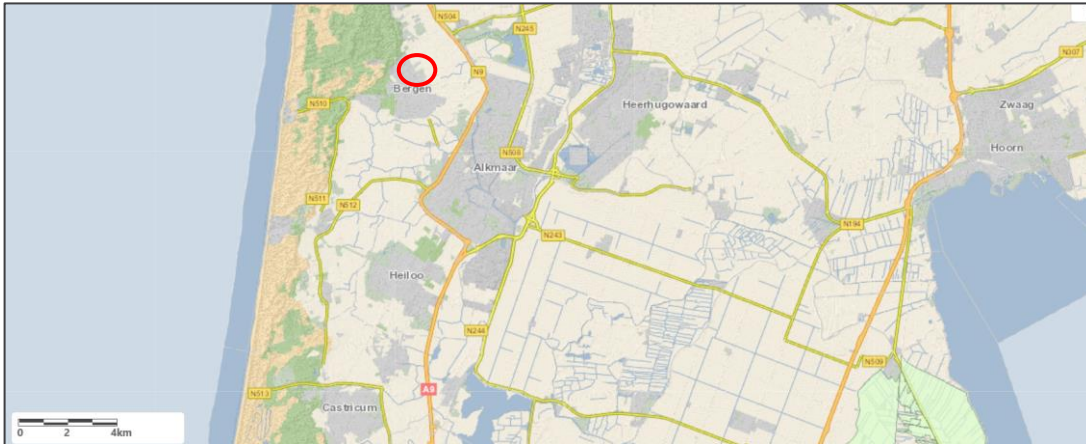 N504
N245
N9
N307
Bergen
N510
Heerhugowaard
Zwaag
Hoorn
N508
Alkmaar
N511
N512
N194
N243
Heiloo
N244
N509
A9
N513
Castricum
0 2 4km